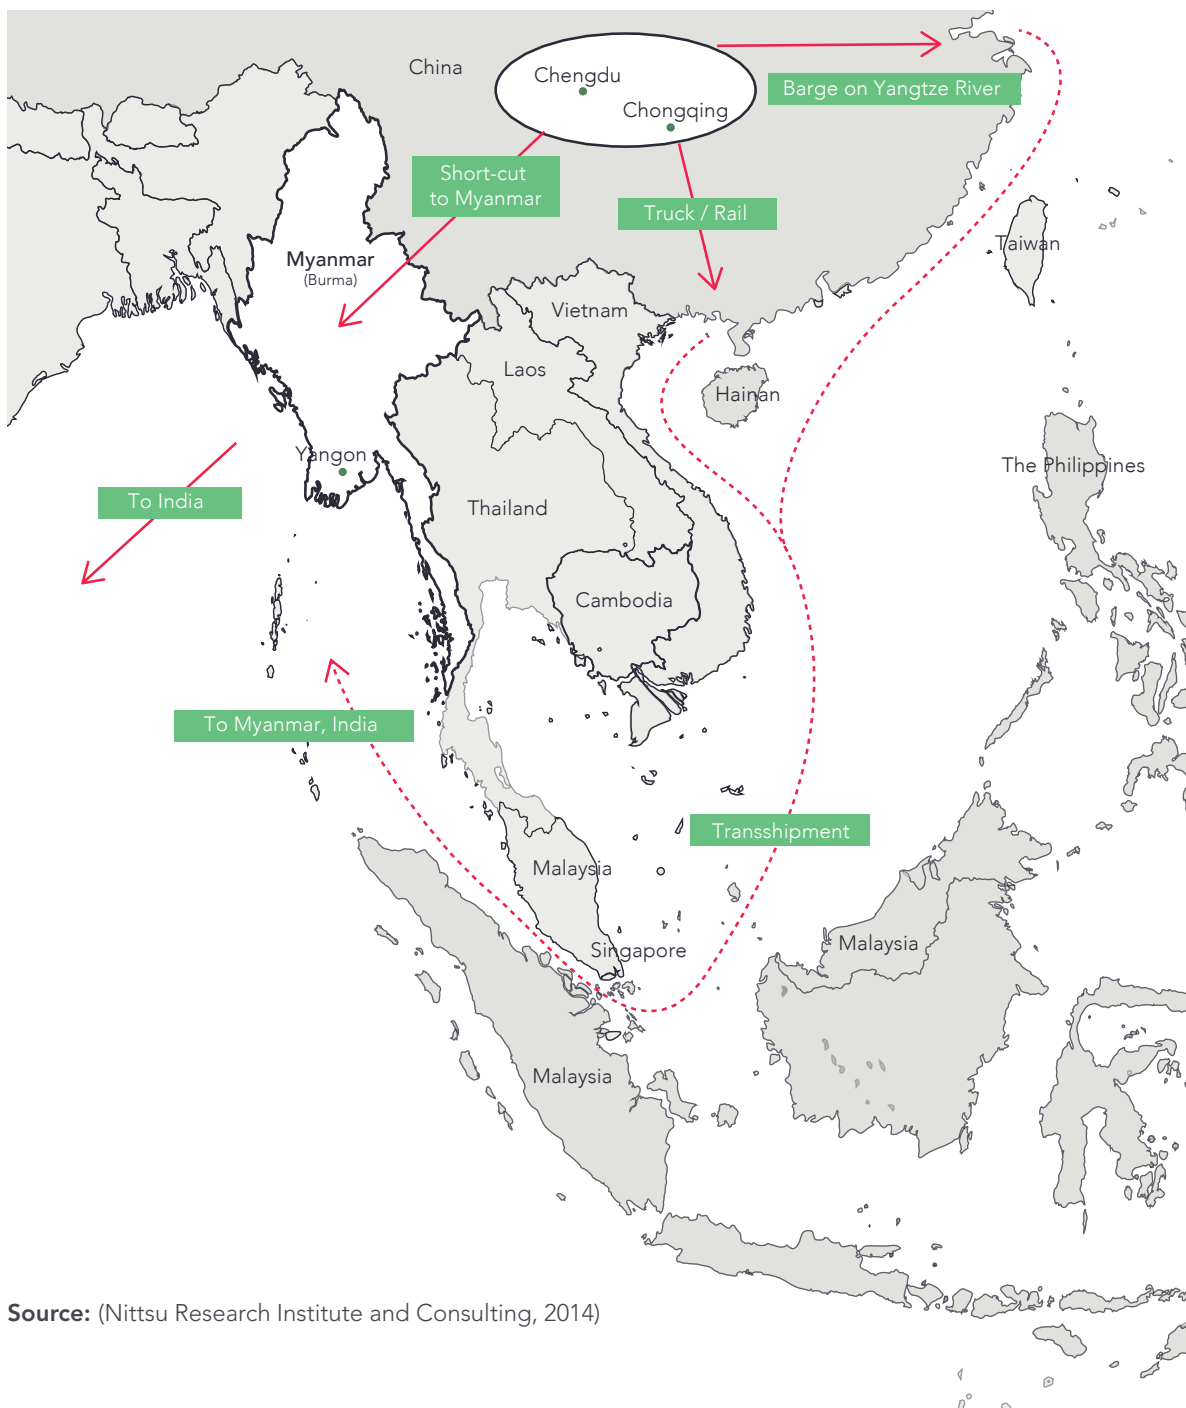 China
Chengdu
Chongqing
Barge on Yangtze River
Short-cut
to Myanmar
Truck / Rail
Taiwan
Myanmar
(Burma)
Vietnam
Laos
Hainan
Yangon
The Philippines
To India
Thailand
Cambodia
To Myanmar, India
Transshipment
Malaysia
Malaysia
Singapore
Malaysia
Source: (Nittsu Research Institute and Consulting, 2014)